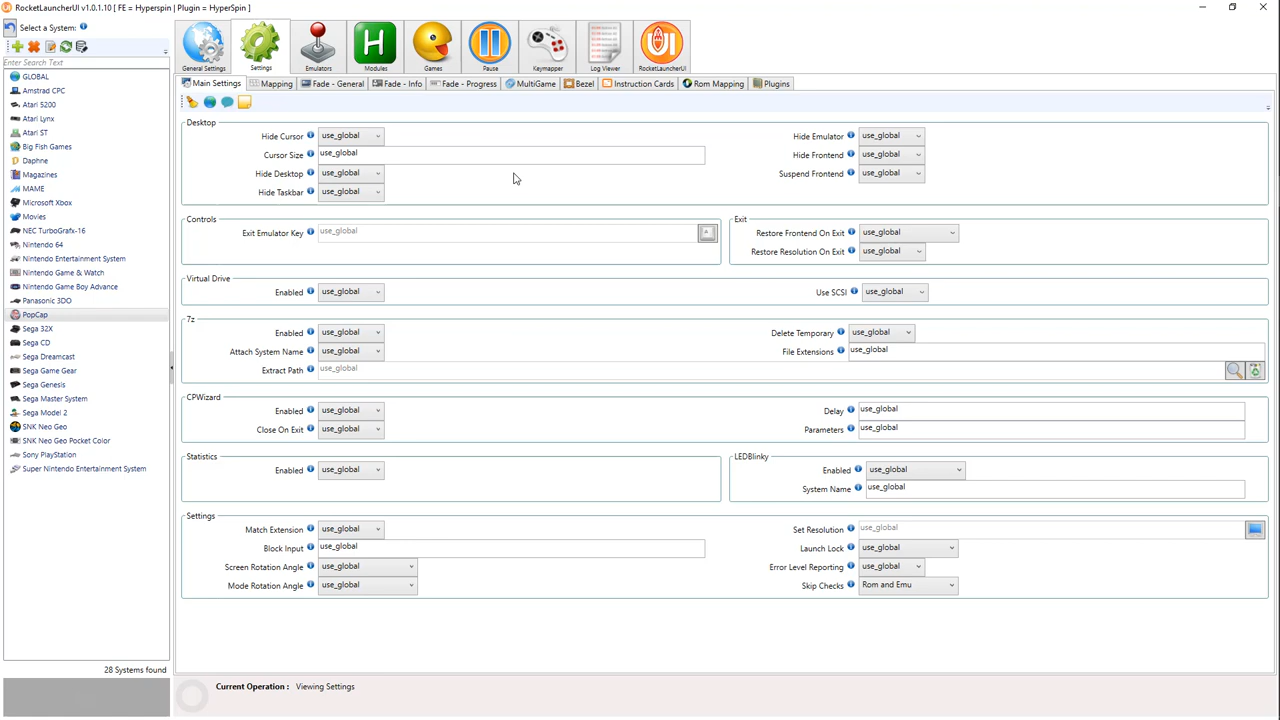 RocketLauncherUI v1.0.1.10 [ FE = Hyperspin | Plugin = HyperSpin ]
Select a System:
Enter Search Text
GLOBAL
Amstrad CPC
Atari 5200
Atari Lynx
Atari ST
Big Fish Games
Daphne
Magazines
MAME
Microsoft Xbox
Movies
NEC TurboGrafx-16
Nintendo 64
Nintendo Entertainment System
Nintendo Game & Watch
Nintendo Game Boy Advance
Panasonic 3DO
PopCap
Sega 32X
Sega CD
Sega Dreamcast
Sega Game Gear
Sega Genesis
Sega Master System
Sega Model 2
SNK Neo Geo
SNK Neo Geo Pocket Color
Sony PlayStation
Super Nintendo Entertainment System
28 Systems found
General Settings Settings Emulators Modules Games Pause Keymapper Log Viewer RocketLauncherUI
Main Settings Mapping Fade - General Fade - Info Fade - Progress MultiGame Bezel Instruction Cards Rom Mapping Plugins
Desktop
Hide Cursor use_global Hide Emulator use_global
Cursor Size use_global Hide Frontend use_global
Hide Desktop use_global Suspend Frontend use_global
Hide Taskbar use_global
Controls Exit
Exit Emulator Key use_global Restore Frontend On Exit use_global
Restore Resolution On Exit use_global
Virtual Drive
Enabled use_global Use SCSI use_global
7z
Enabled use_global Delete Temporary use_global
Attach System Name use_global File Extensions use_global
Extract Path use_global
CPWizard
Enabled use_global Delay use_global
Close On Exit use_global Parameters use_global
Statistics LEDBlinky
Enabled use_global Enabled use_global
System Name use_global
Settings
Match Extension use_global Set Resolution use_global
Block Input use_global Launch Lock use_global
Screen Rotation Angle use_global Error Level Reporting use_global
Mode Rotation Angle use_global Skip Checks Rom and Emu
Current Operation : Viewing Settings